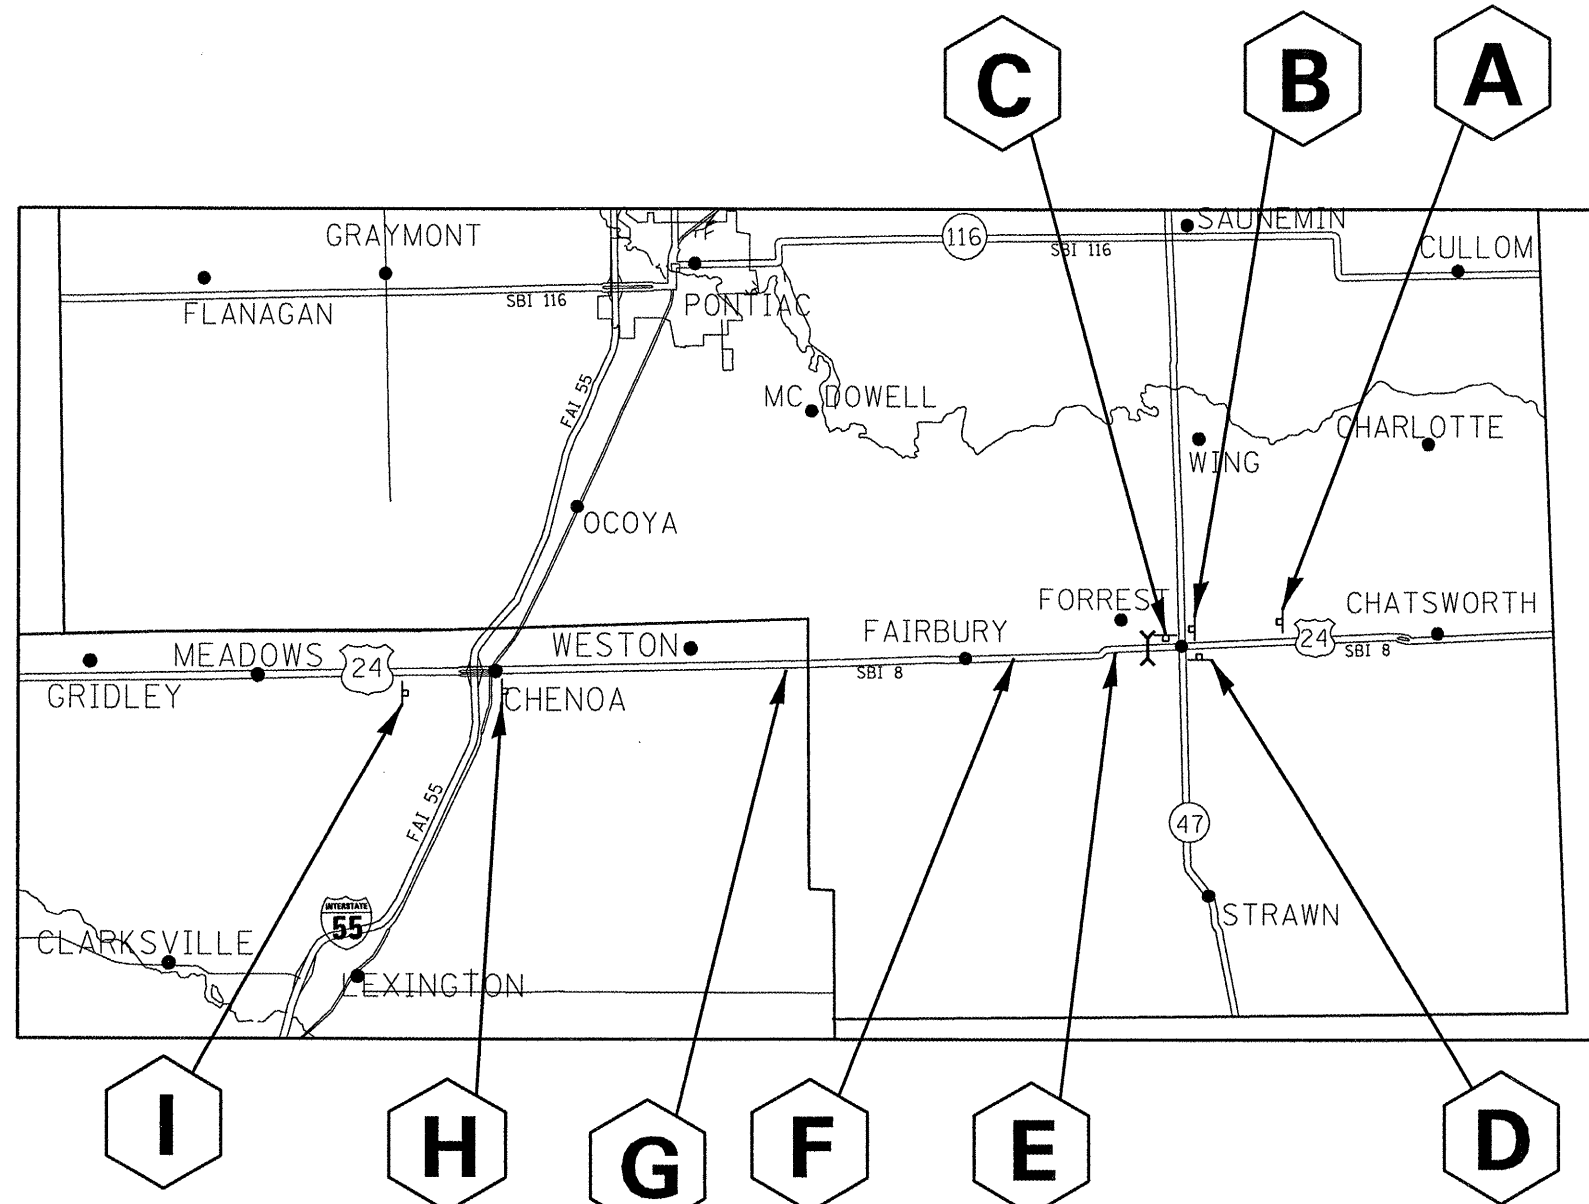 C
B
A
SAUNEMIN
GRAYMONT
116
SBI 116
CULLOM
SBI 116
PONTIAC
FLANAGAN
FAI 55
MC DOWELL
CHARLOTTE
WING
OCOYA
FORREST
CHATSWORTH
FAIRBURY
WESTON
MEADOWS
24
24
SBI 8
SBI 8
GRIDLEY
CHENOA
FAI 55
47
INTERSTATE
55
STRAWN
CLARKSVILLE
LEXINGTON
I
H
G
F
E
D